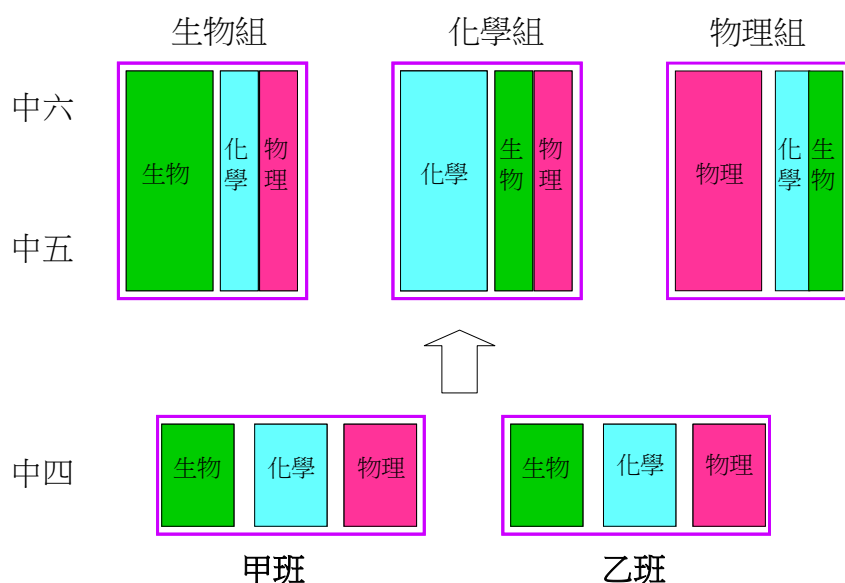 生物組 化學組 物理組
中六
生物 化學 物理 化學 生物 物理 物理 化學 生物
中五
中四
生物 化學 物理 生物 化學 物理
甲班 乙班